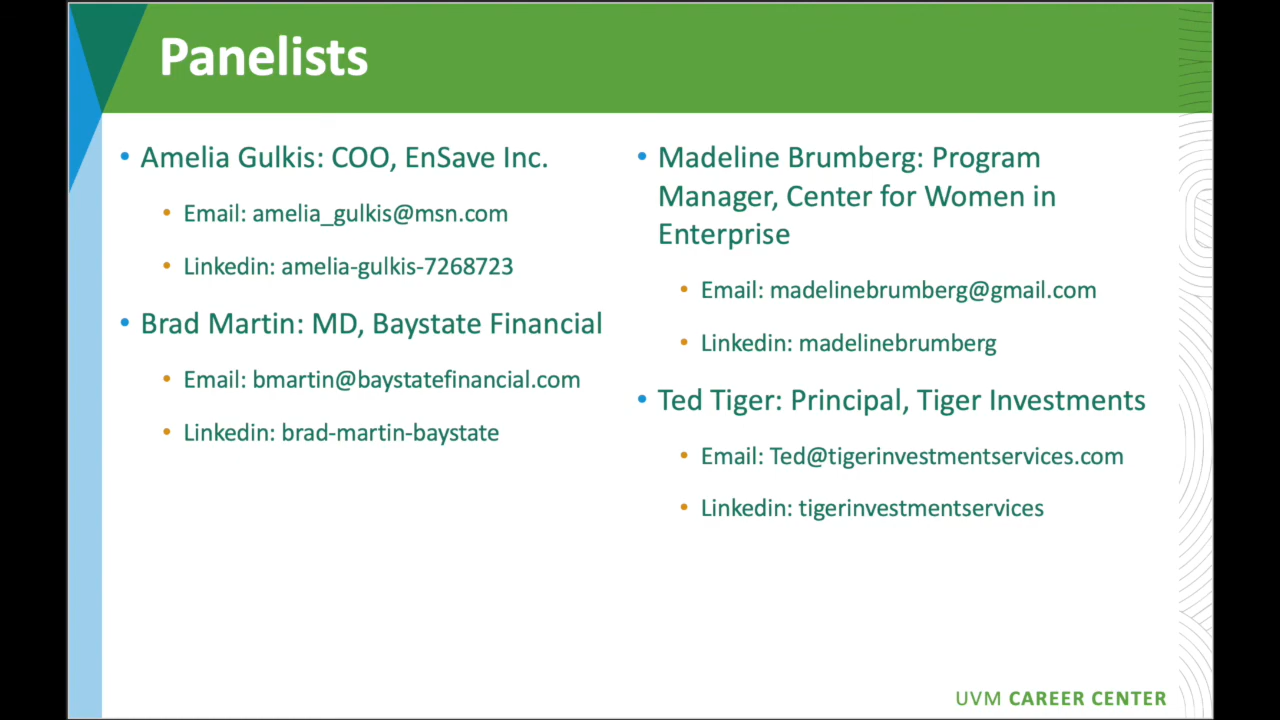 Panelists
• Amelia Gulkis: COO, EnSave Inc.
• Email: amelia_gulkis@msn.com
• Linkedin: amelia-gulkis-7268723
• Brad Martin: MD, Baystate Financial
• Email: bmartin@baystatefinancial.com
• Linkedin: brad-martin-baystate
• Madeline Brumberg: Program
Manager, Center for Women in
Enterprise
• Email: madelinebrumberg@gmail.com
• Linkedin: madelinebrumberg
• Ted Tiger: Principal, Tiger Investments
• Email: Ted@tigerinvestmentservices.com
• Linkedin: tigerinvestmentservices
UVM CAREER CENTER